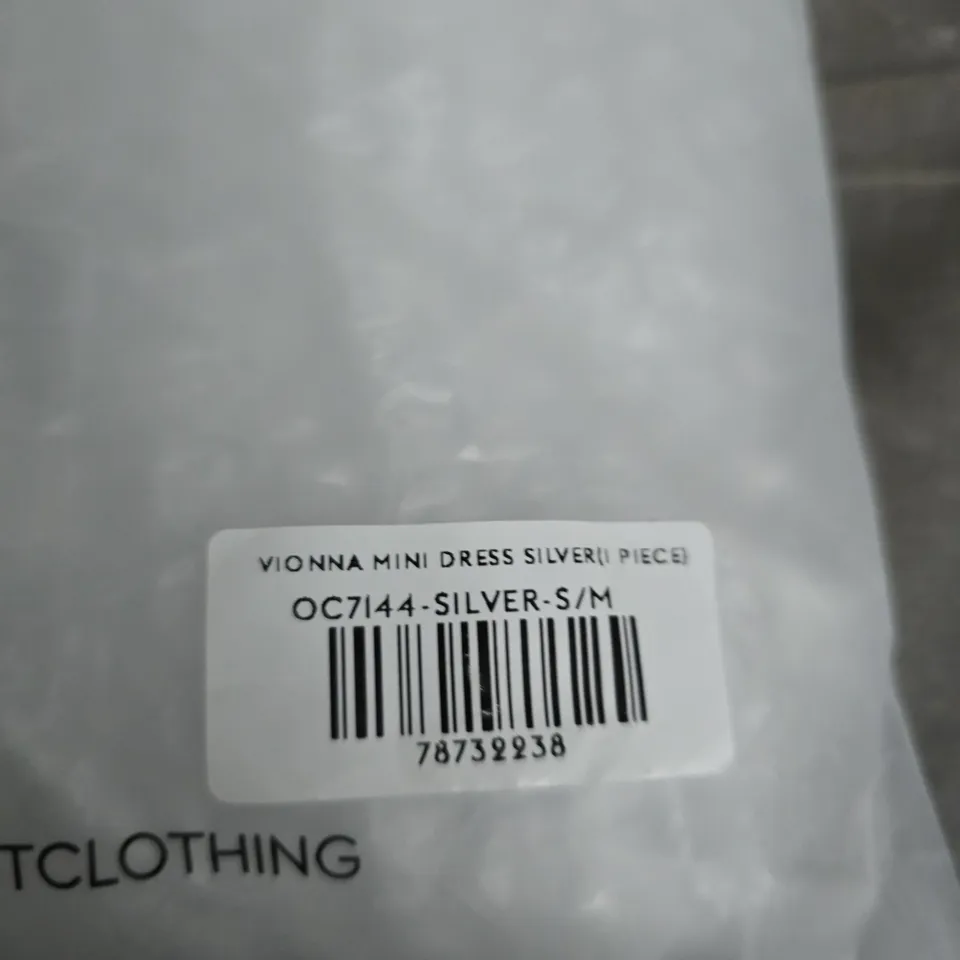 VIONNA MINI DRESS SILVER(1 PIECE)
OC7144-SILVER-S/M
78732238
TCLOTHING